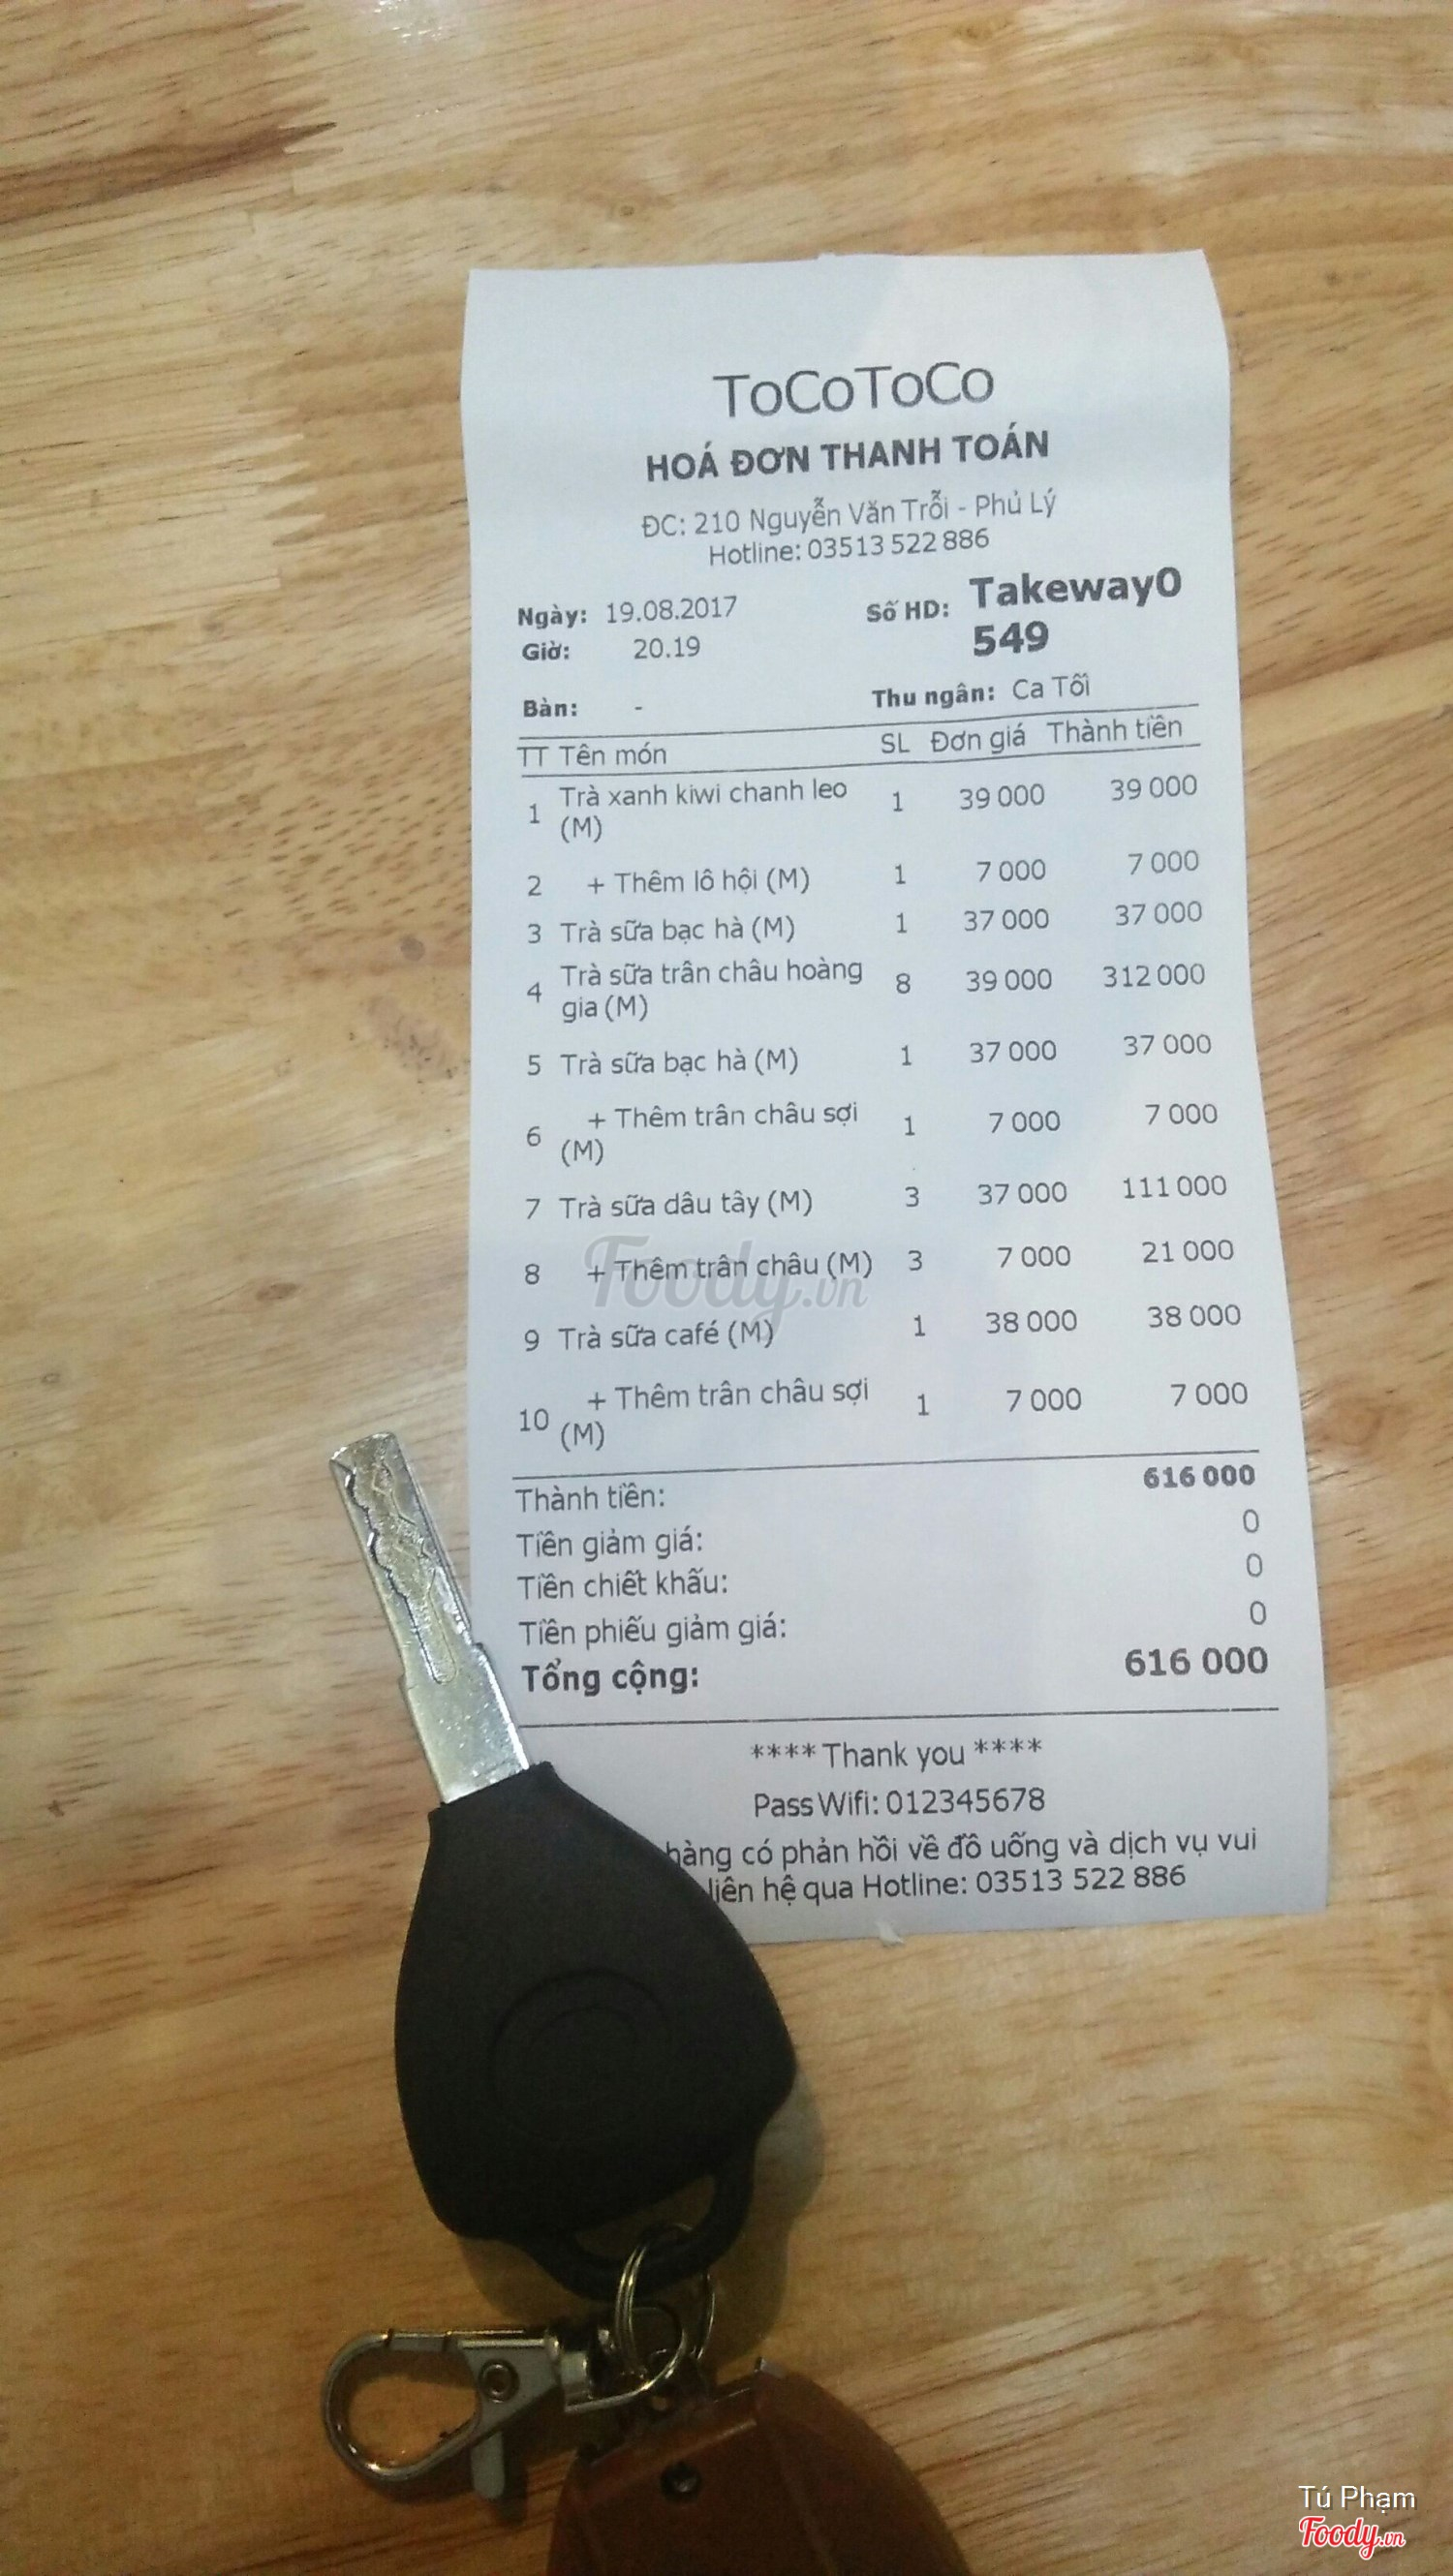 ToCoToCo
HOÁ ĐƠN THANH TOÁN
ĐC: 210 Nguyễn Văn Trỗi - Phủ Lý
Hotline: 03513 522 886
Ngày: 19.08.2017 Số HD: Takeway0
549
Giờ: 20.19
Bàn: - Thu ngân: Ca Tối
TT Tên món SL Đơn giá Thành tiền
1 Trà xanh kiwi chanh leo 1 39 000 39 000
(M)
2 + Thêm lô hội (M) 1 7 000 7 000
3 Trà sữa bạc hà (M) 1 37 000 37 000
4 Trà sữa trân châu hoàng 8 39 000 312 000
gia (M)
5 Trà sữa bạc hà (M) 1 37 000 37 000
6 + Thêm trân châu sợi 1 7 000 7 000
(M)
7 Trà sữa dâu tây (M) 3 37 000 111 000
8 + Thêm trân châu (M) 3 7 000 21 000
Foody.vn
9 Trà sữa café (M) 1 38 000 38 000
10 + Thêm trân châu sợi 1 7 000 7 000
(M)
Thành tiền: 616 000
Tiền giảm giá: 0
Tiền chiết khấu: 0
Tiền phiếu giảm giá: 0
Tổng cộng: 616 000
**** Thank you ****
Pass Wifi: 012345678
hàng có phản hồi về đồ uống và dịch vụ vui
liên hệ qua Hotline: 03513 522 886
Tú Phạm
Foody.vn